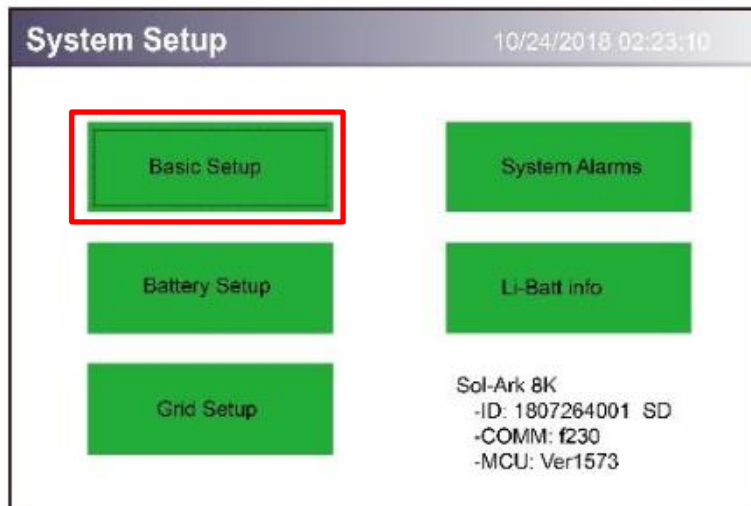 System Setup 10/24/2018 02:23:10
Basic Setup System Alarms
Battery Setup Li-Batt info
Grid Setup
Sol-Ark 8K
-ID: 1807264001 SD
-COMM: f230
-MCU: Ver1573